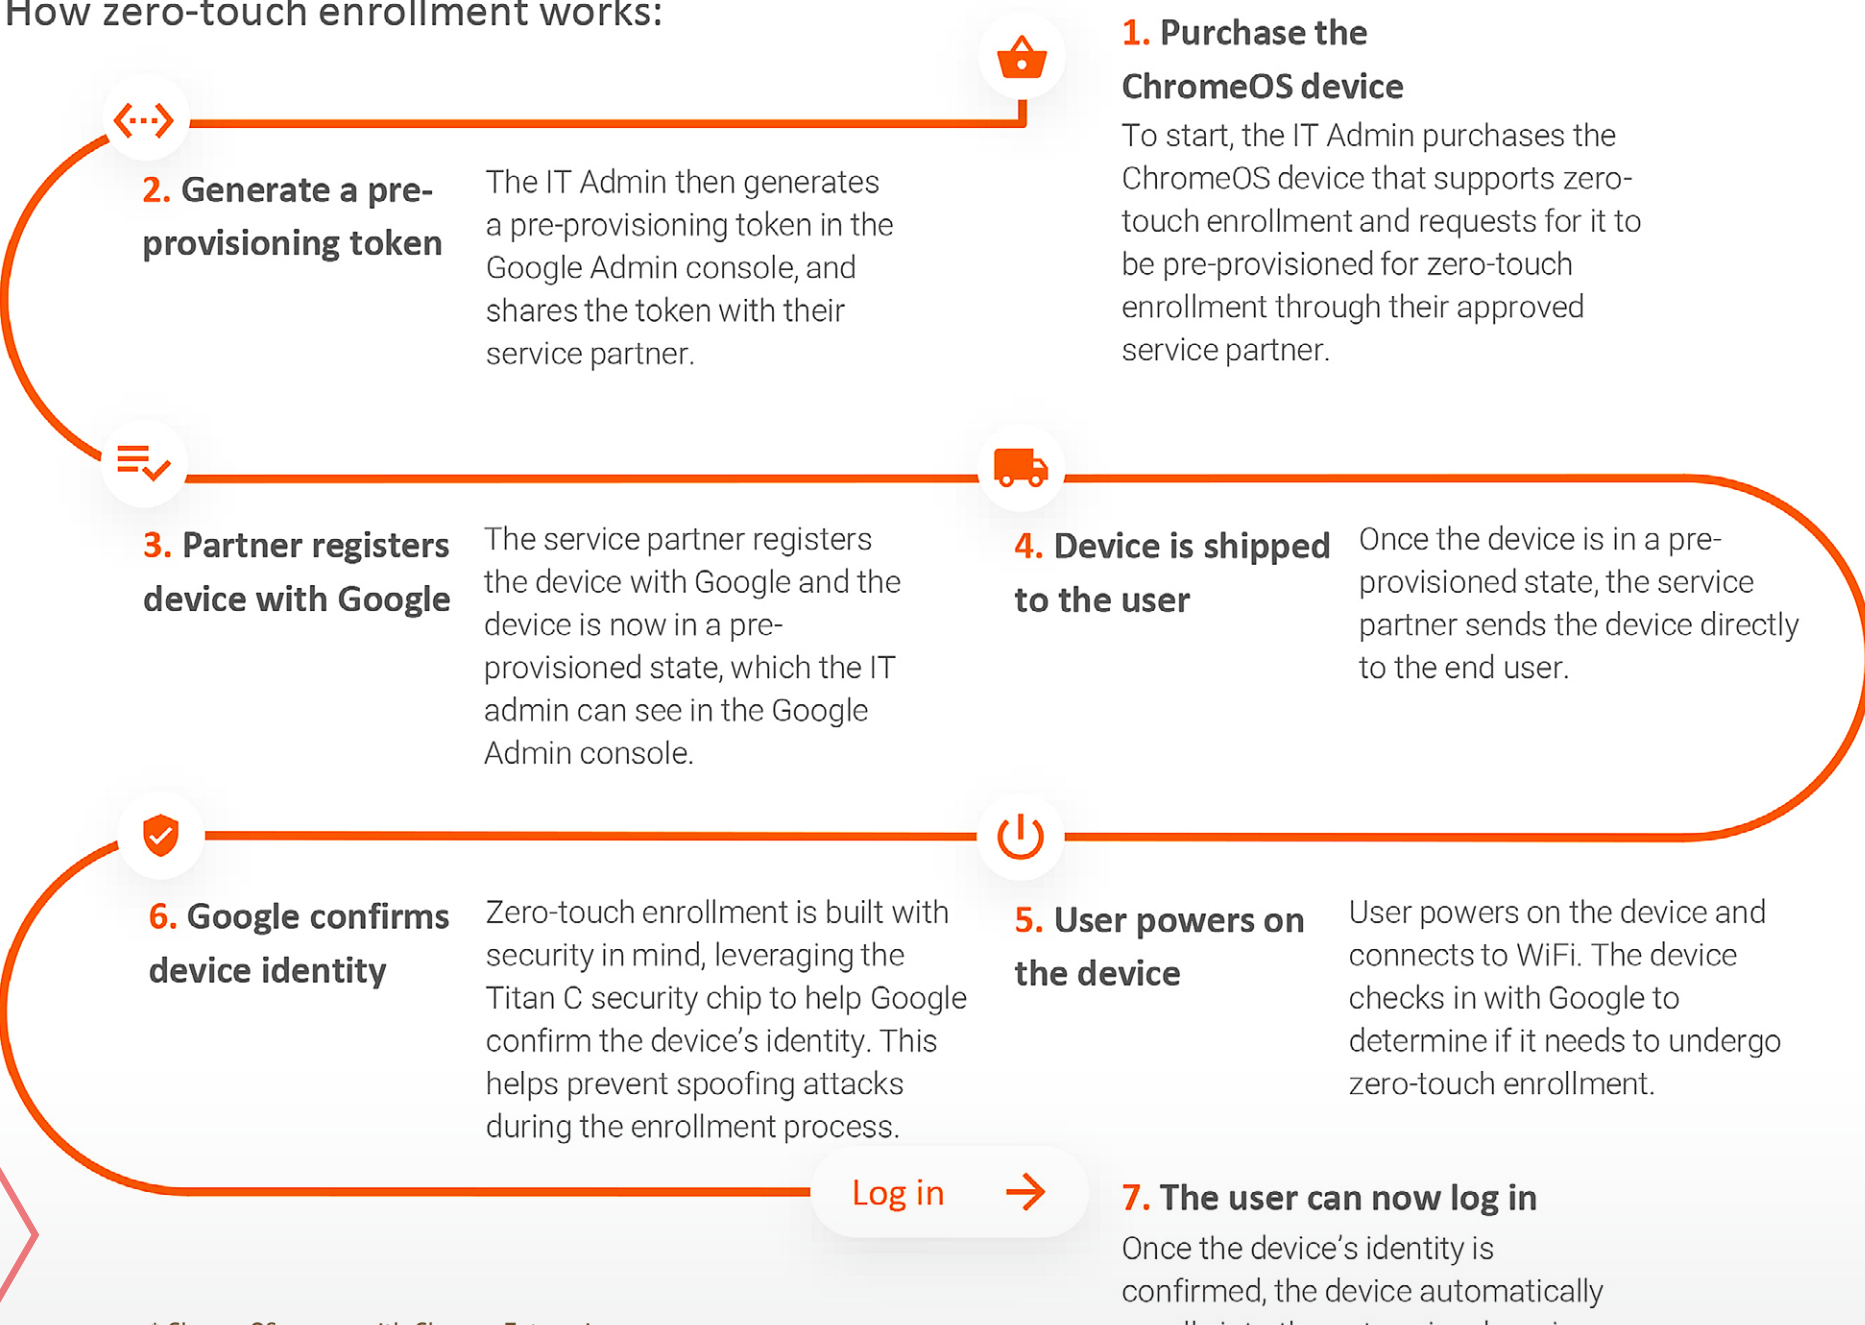 How zero-touch enrollment works:
1. Purchase the
ChromeOS device
To start, the IT Admin purchases the
ChromeOS device that supports zero-
touch enrollment and requests for it to
be pre-provisioned for zero-touch
enrollment through their approved
service partner.
2. Generate a pre-
provisioning token
The IT Admin then generates
a pre-provisioning token in the
Google Admin console, and
shares the token with their
service partner.
3. Partner registers
device with Google
The service partner registers
the device with Google and the
device is now in a pre-
provisioned state, which the IT
admin can see in the Google
Admin console.
4. Device is shipped
to the user
Once the device is in a pre-
provisioned state, the service
partner sends the device directly
to the end user.
5. User powers on
the device
User powers on the device and
connects to WiFi. The device
checks in with Google to
determine if it needs to undergo
zero-touch enrollment.
6. Google confirms
device identity
Zero-touch enrollment is built with
security in mind, leveraging the
Titan C security chip to help Google
confirm the device's identity. This
helps prevent spoofing attacks
during the enrollment process.
Log in
7. The user can now log in
Once the device's identity is
confirmed, the device automatically